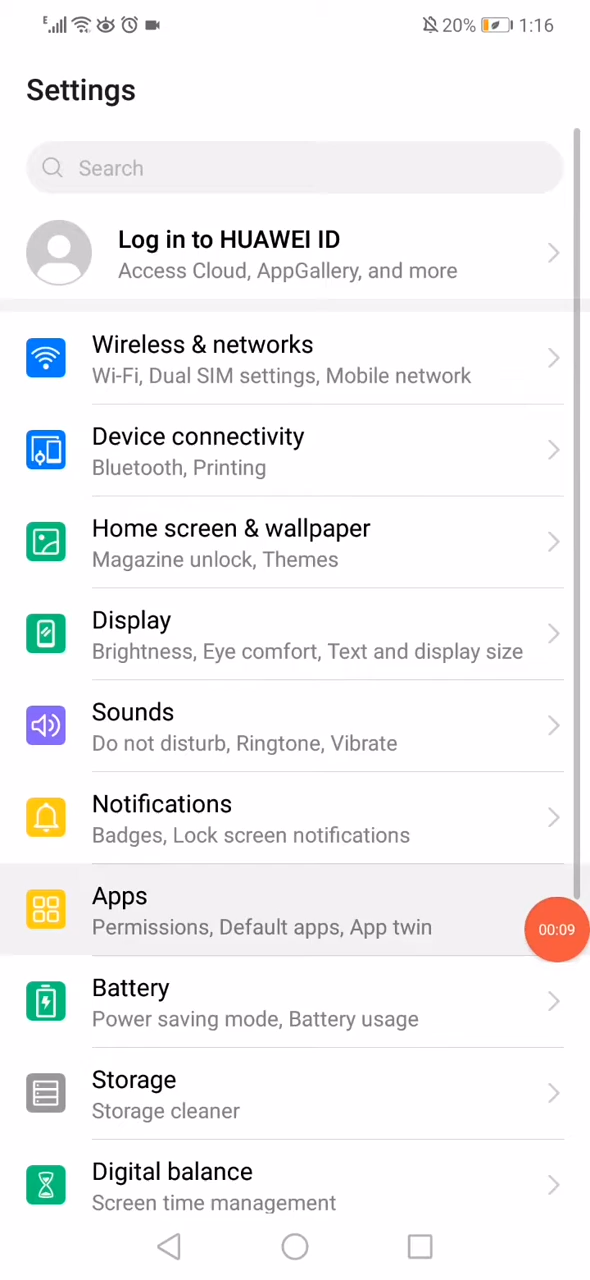 E 20% 1:16
Settings
Search
Log in to HUAWEI ID
Access Cloud, AppGallery, and more
Wireless & networks
Wi-Fi, Dual SIM settings, Mobile network
Device connectivity
Bluetooth, Printing
Home screen & wallpaper
Magazine unlock, Themes
Display
Brightness, Eye comfort, Text and display size
Sounds
Do not disturb, Ringtone, Vibrate
Notifications
Badges, Lock screen notifications
Apps
Permissions, Default apps, App twin
00:09
Battery
Power saving mode, Battery usage
Storage
Storage cleaner
Digital balance
Screen time management